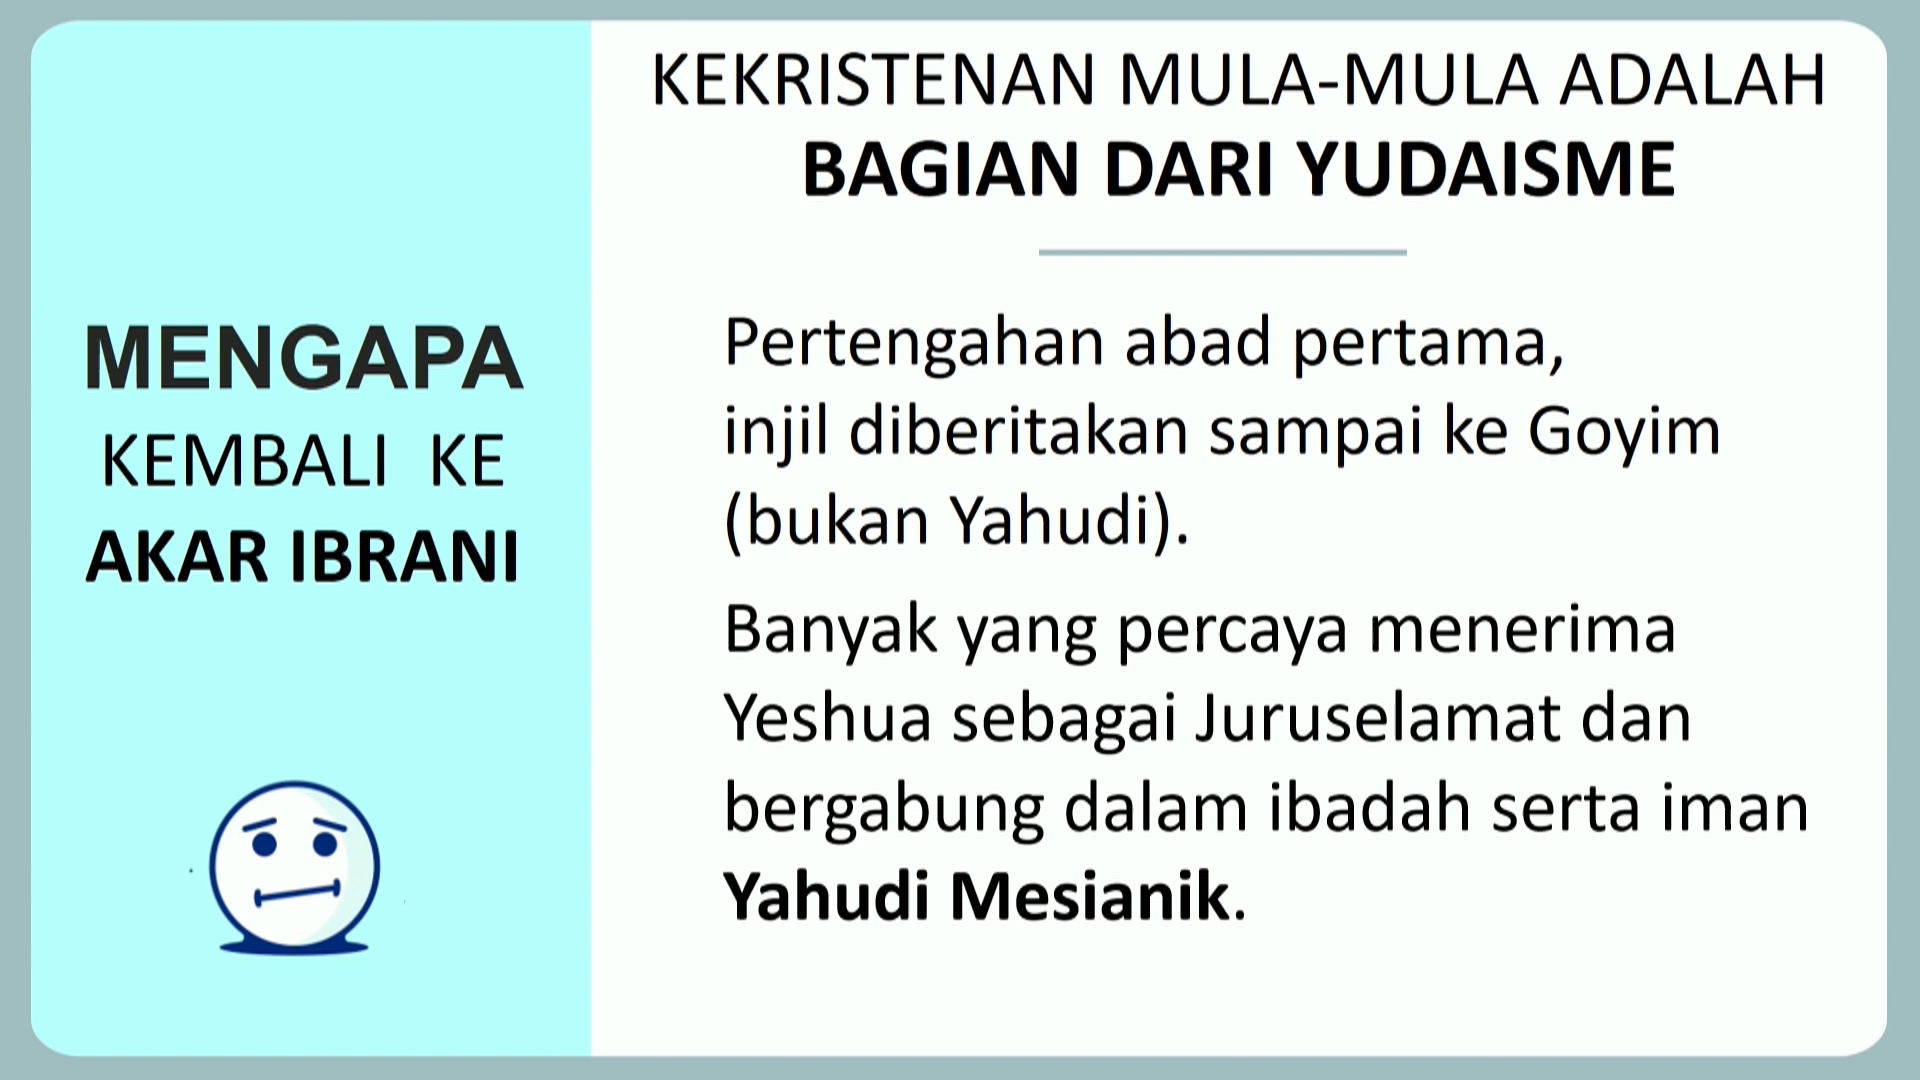 MENGAPA
KEMBALI KE
AKAR IBRANI
KEKRISTENAN MULA-MULA ADALAH
BAGIAN DARI YUDAISME
Pertengahan abad pertama,
injil diberitakan sampai ke Goyim
(bukan Yahudi).
Banyak yang percaya menerima
Yeshua sebagai Juruselamat dan
bergabung dalam ibadah serta iman
Yahudi Mesianik.